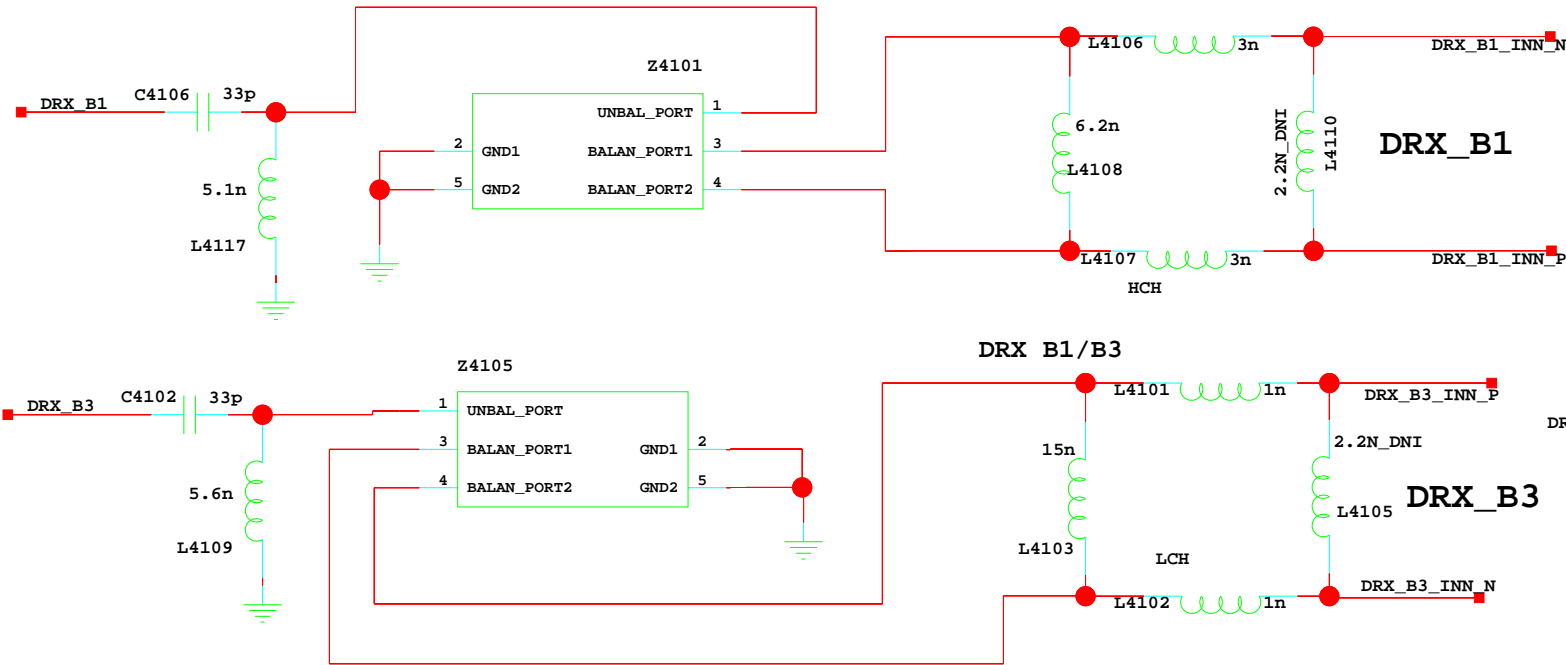 Z4101
C4106 33p
DRX_B1
UNBAL_PORT 1
2 GND1 BALAN_PORT1 3
5 GND2 BALAN_PORT2 4
5.1n
L4117
L4106 3n
DRX_B1_INN_N
6.2n
L4108
2.2N_DNI
L4110
DRX_B1
L4107 3n
DRX_B1_INN_P
HCH
DRX B1/B3
Z4105
C4102 33p
DRX_B3
1 UNBAL_PORT
3 BALAN_PORT1 GND1 2
4 BALAN_PORT2 GND2 5
5.6n
L4109
L4101 1n
DRX_B3_INN_P
DR
15n
L4103
2.2N_DNI
L4105
DRX_B3
LCH
L4102 1n
DRX_B3_INN_N